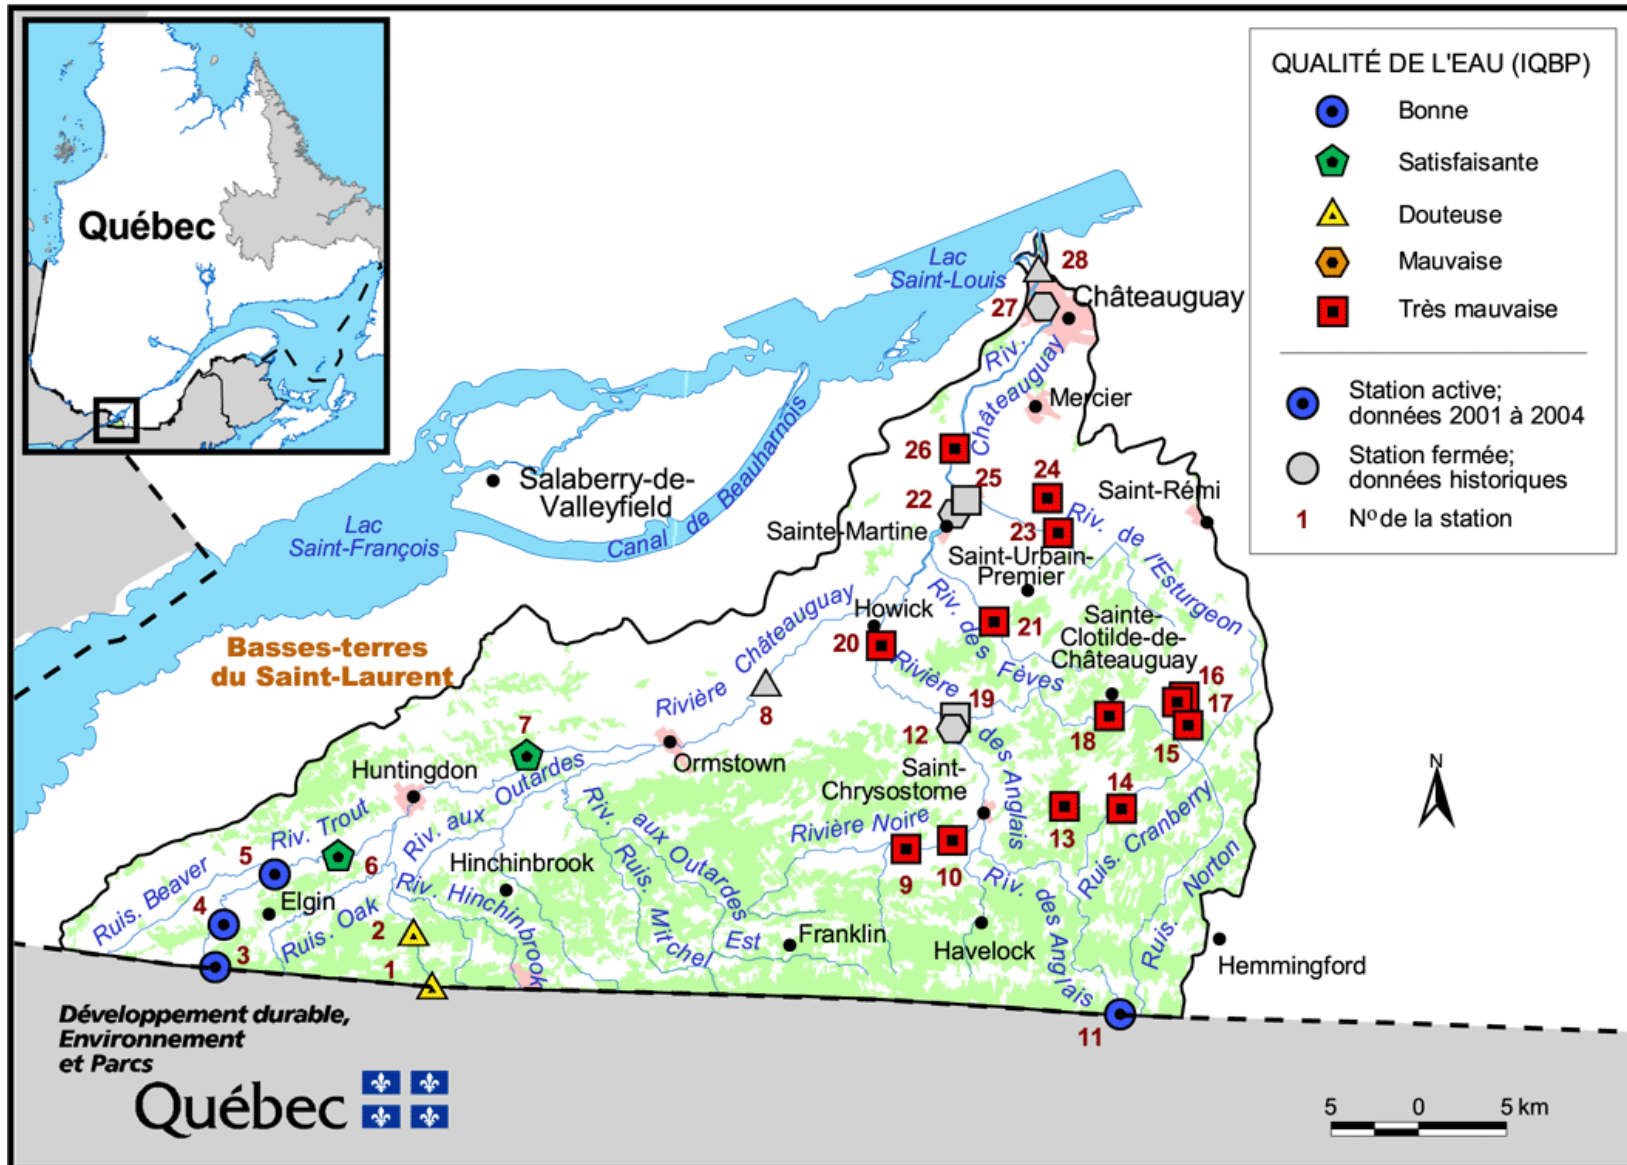 Québec
QUALITÉ DE L'EAU (IQBP)
Bonne
Satisfaisante
Douteuse
Mauvaise
Très mauvaise
Station active;
données 2001 à 2004
Station fermée;
données historiques
1
Nº de la station
Lac
Saint-Louis
28
Châteauguay
27
Riv.
Châteauguay
Mercier
26
25
24
Saint-Rémi
22
Sainte-Martine
23
Riv. de l'Esturgeon
Salaberry-de-
Valleyfield
Canal de Beauharnois
Lac
Saint-François
Saint-Urbain-
Premier
Howick
Riv. des Fèves
21
Sainte-
Clotilde-de-
Châteauguay
20
Basses-terres
du Saint-Laurent
Rivière Châteauguay
8
Rivière des Anglais
19
12
16
17
18
15
7
Ormstown
Huntingdon
Riv. aux Outardes
Saint-
Chrysostome
14
13
Riv. Trout
Rivière Noire
Ruis. Cranberry
5
6
9
10
Ruis. Beaver
Elgin
Hinchinbrook
Riv. aux Outardes Est
Ruis. Mitchel
Riv. des Anglais
Ruis. Norton
4
Ruis. Oak
Riv. Hinchinbrook
2
3
1
Franklin
Havelock
Hemmingford
11
N
Développement durable,
Environnement
et Parcs
Québec
5 0 5 km